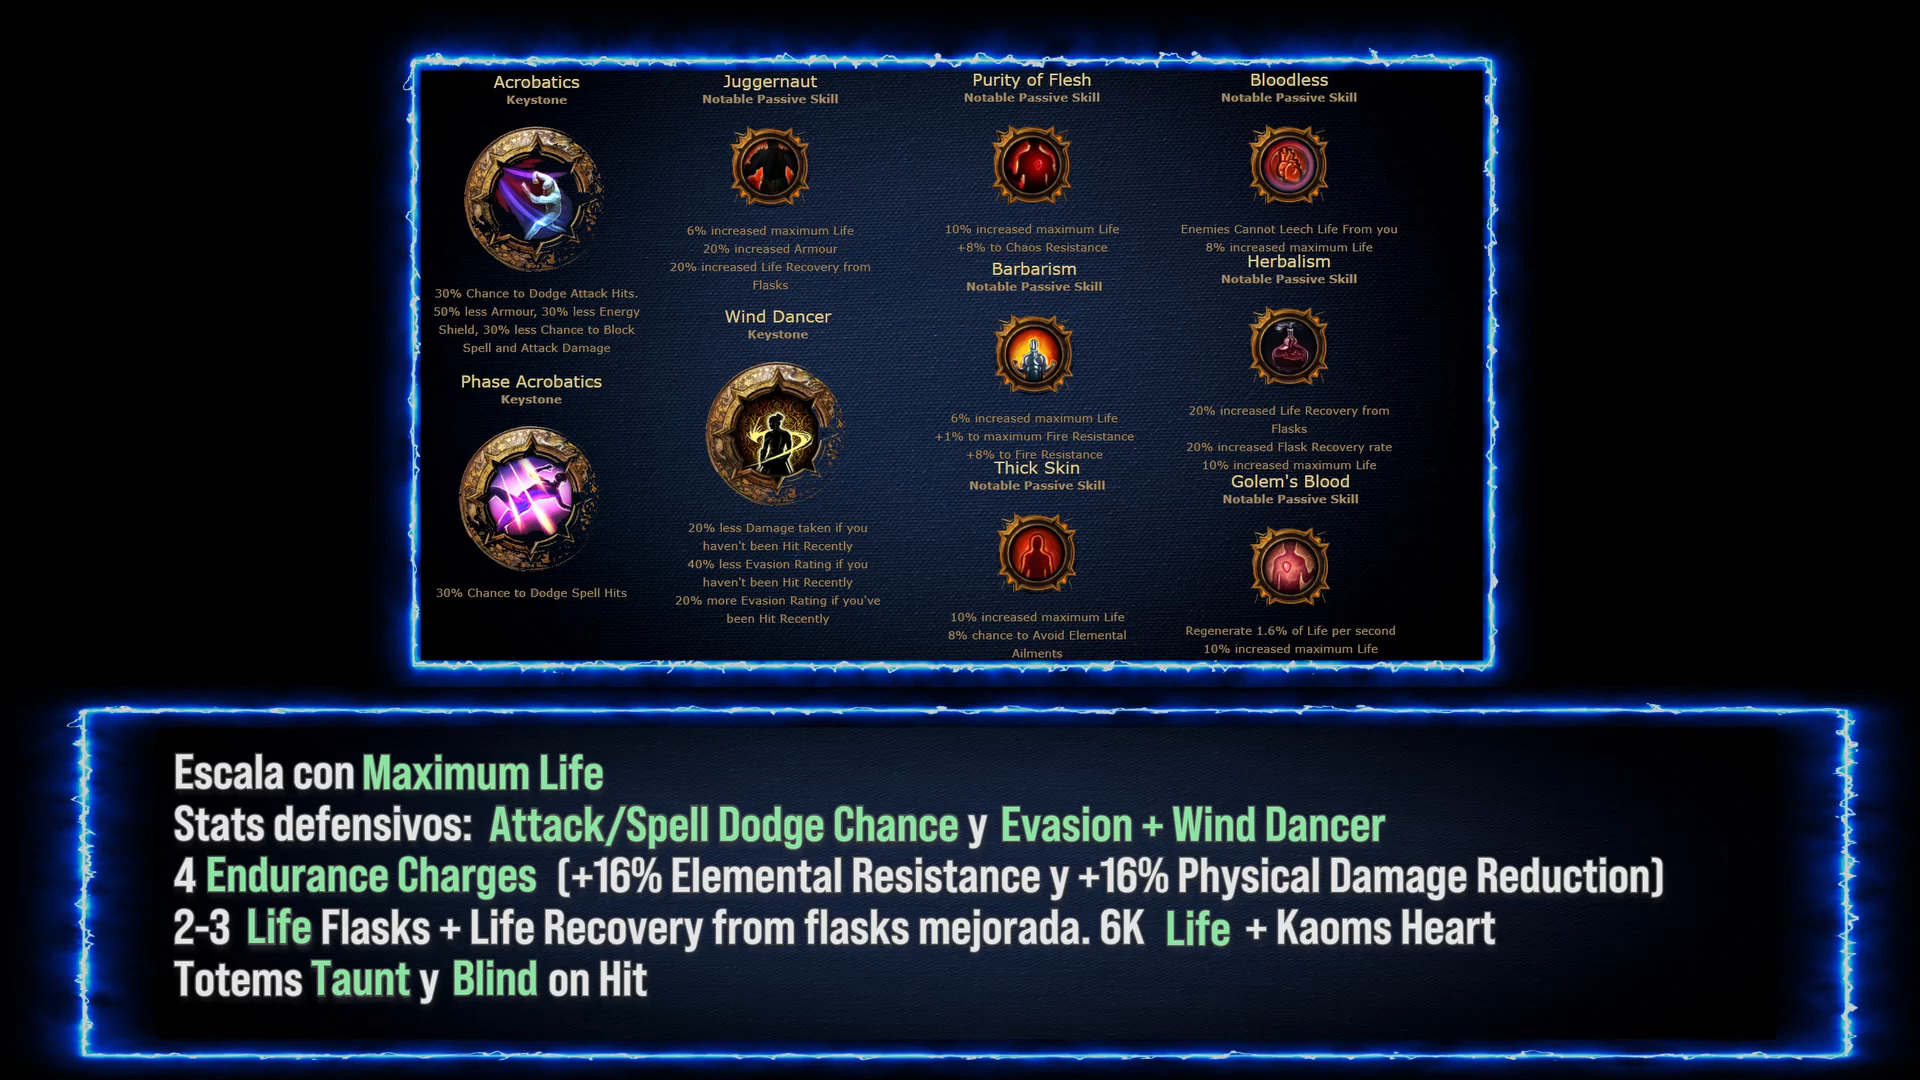 Acrobatics
Keystone
30% Chance to Dodge Attack Hits.
50% less Armour, 30% less Energy
Shield, 30% less Chance to Block
Spell and Attack Damage
Phase Acrobatics
Keystone
30% Chance to Dodge Spell Hits
Juggernaut
Notable Passive Skill
6% increased maximum Life
20% increased Armour
20% increased Life Recovery from
Flasks
Wind Dancer
Keystone
20% less Damage taken if you
haven't been Hit Recently
40% less Evasion Rating if you
haven't been Hit Recently
20% more Evasion Rating if you've
been Hit Recently
Purity of Flesh
Notable Passive Skill
10% increased maximum Life
+8% to Chaos Resistance
Barbarism
Notable Passive Skill
6% increased maximum Life
+1% to maximum Fire Resistance
+8% to Fire Resistance
Thick Skin
Notable Passive Skill
10% increased maximum Life
8% chance to Avoid Elemental
Ailments
Bloodless
Notable Passive Skill
Enemies Cannot Leech Life From you
8% increased maximum Life
Herbalism
Notable Passive Skill
20% increased Life Recovery from
Flasks
20% increased Flask Recovery rate
10% increased maximum Life
Golem's Blood
Notable Passive Skill
Regenerate 1.6% of Life per second
10% increased maximum Life
Escala con Maximum Life
Stats defensivos: Attack/Spell Dodge Chance y Evasion + Wind Dancer
4 Endurance Charges (+16% Elemental Resistance y +16% Physical Damage Reduction)
2-3 Life Flasks + Life Recovery from flasks mejorada. 6K Life + Kaoms Heart
Totems Taunt y Blind on Hit